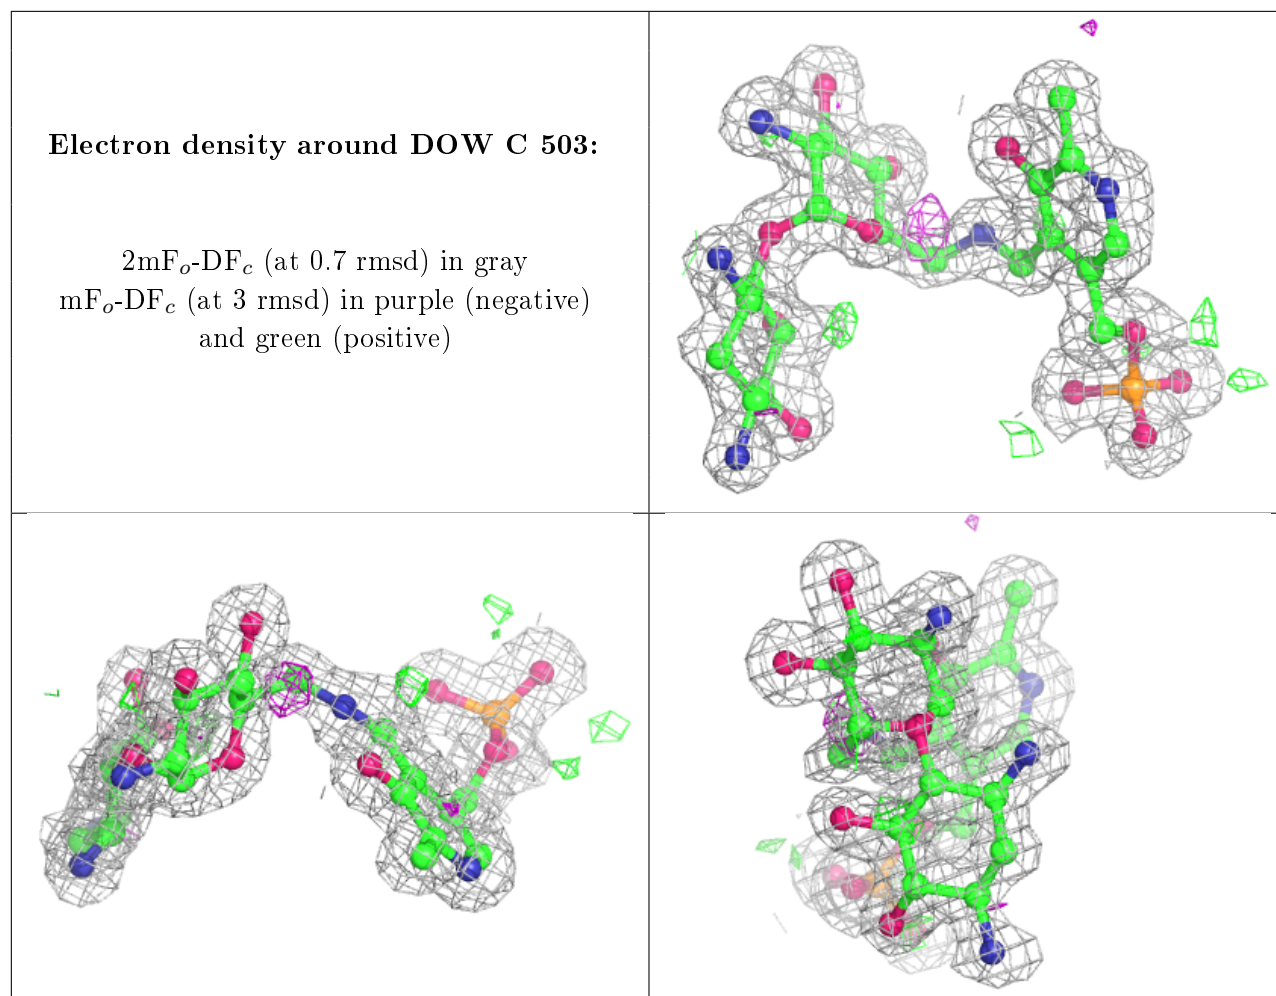 Electron density around DOW C 503:
2mFo-DFc (at 0.7 rmsd) in gray
mFo-DFc (at 3 rmsd) in purple (negative)
and green (positive)